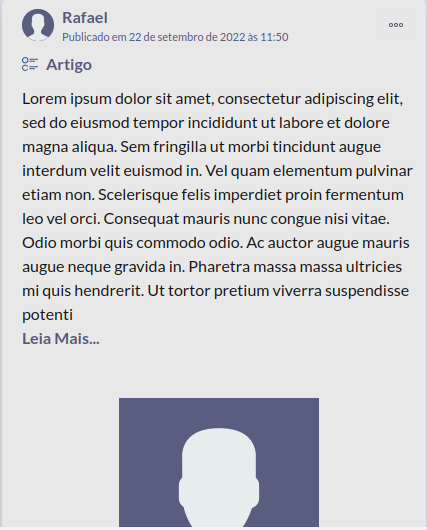 Rafael
Publicado em 22 de setembro de 2022 às 11:50
Artigo
Lorem ipsum dolor sit amet, consectetur adipiscing elit,
sed do eiusmod tempor incididunt ut labore et dolore
magna aliqua. Sem fringilla ut morbi tincidunt augue
interdum velit euismod in. Vel quam elementum pulvinar
etiam non. Scelerisque felis imperdiet proin fermentum
leo vel orci. Consequat mauris nunc congue nisi vitae.
Odio morbi quis commodo odio. Ac auctor augue mauris
augue neque gravida in. Pharetra massa massa ultricies
mi quis hendrerit. Ut tortor pretium viverra suspendisse
potenti
Leia Mais...